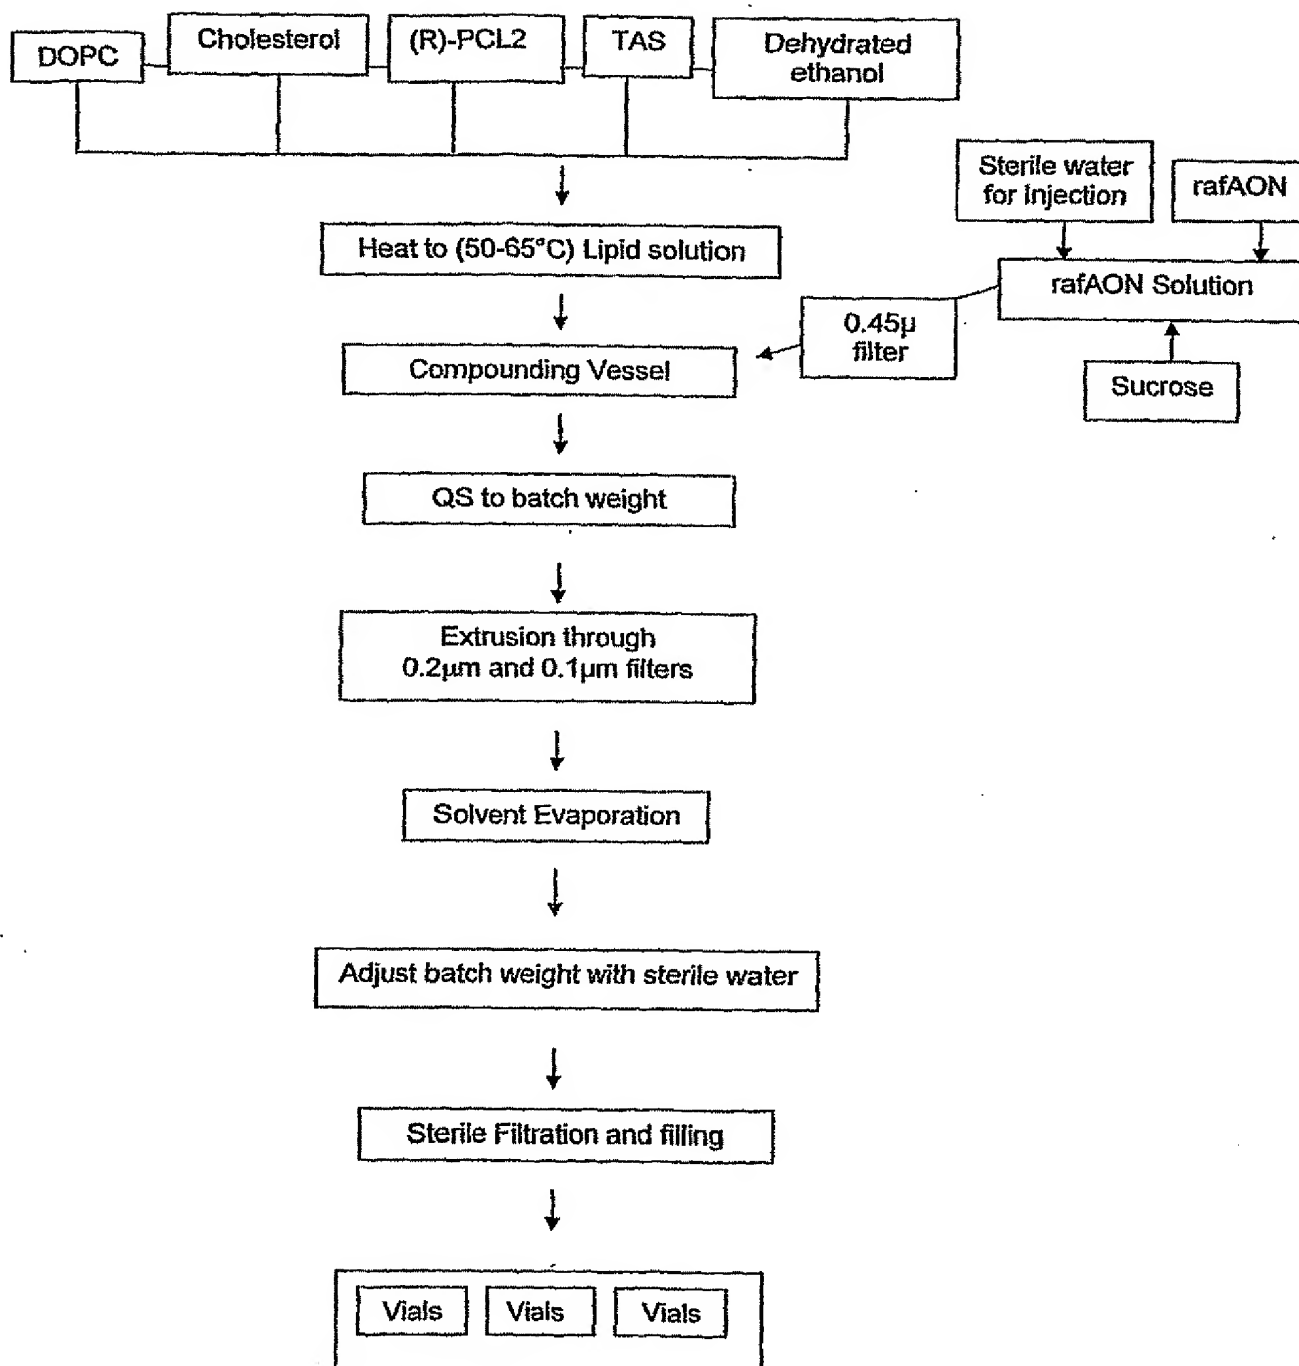 DOPC
Cholesterol
(R)-PCL2
TAS
Dehydrated
ethanol
Sterile water
for Injection
rafAON
Heat to (50-65°C) Lipid solution
rafAON Solution
0.45µ
filter
Compounding Vessel
Sucrose
QS to batch weight
Extrusion through
0.2µm and 0.1µm filters
Solvent Evaporation
Adjust batch weight with sterile water
Sterile Filtration and filling
Vials
Vials
Vials